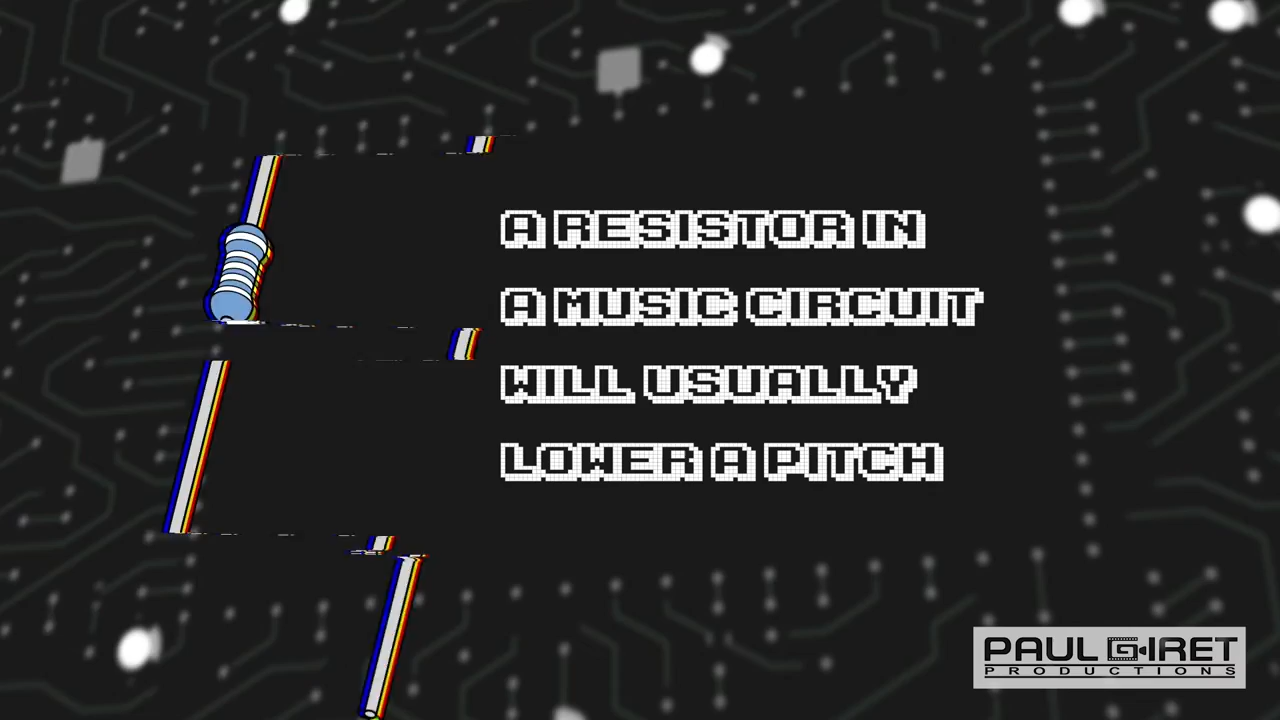 A RESISTOR IN
A MUSIC CIRCUIT
WILL USUALLY
LOWER A PITCH
PAUL GIRET
PRODUCTIONS